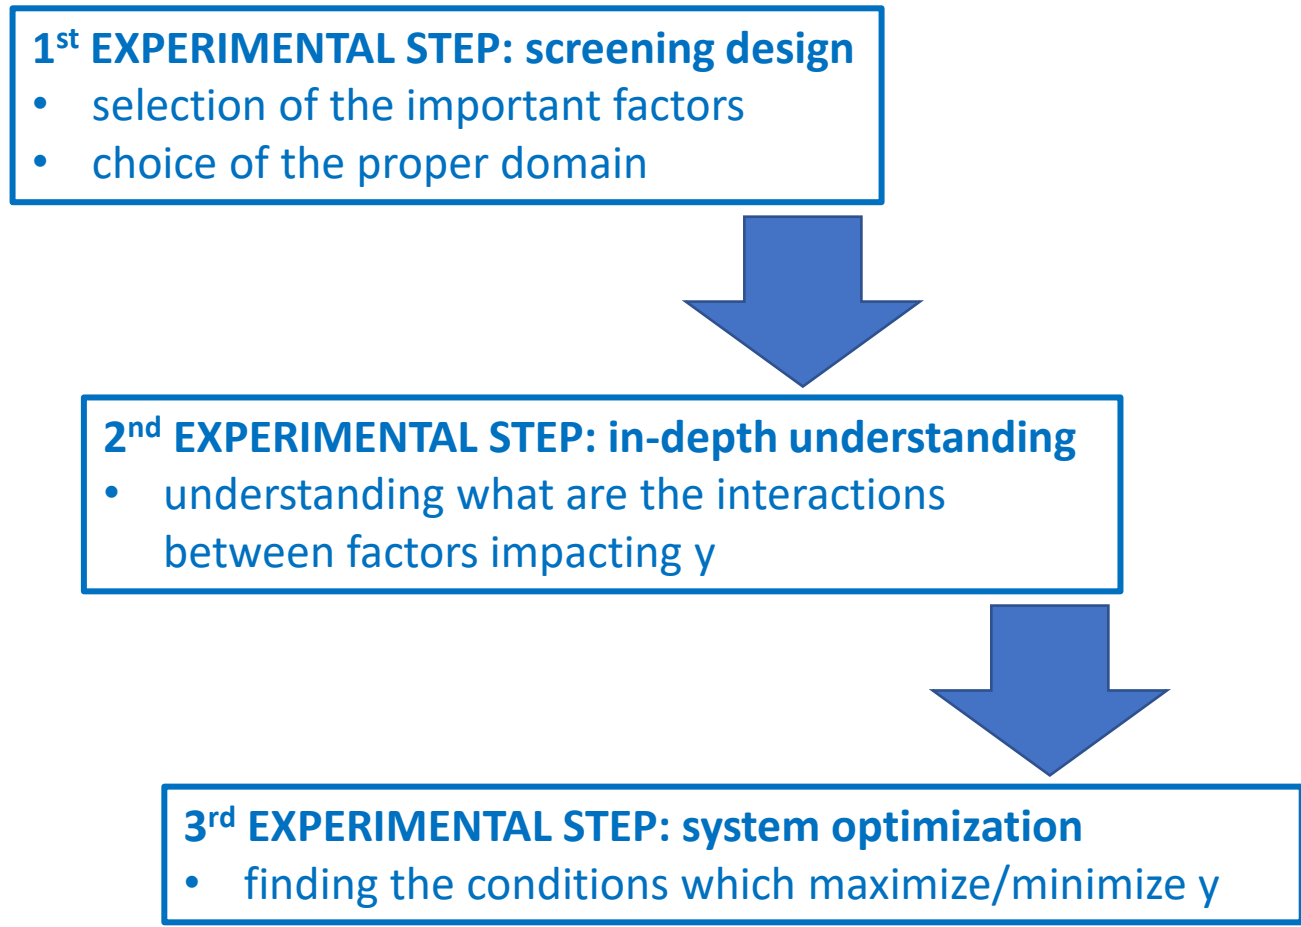 1st EXPERIMENTAL STEP: screening design
• selection of the important factors
• choice of the proper domain
2nd EXPERIMENTAL STEP: in-depth understanding
• understanding what are the interactions
between factors impacting y
3rd EXPERIMENTAL STEP: system optimization
• finding the conditions which maximize/minimize y